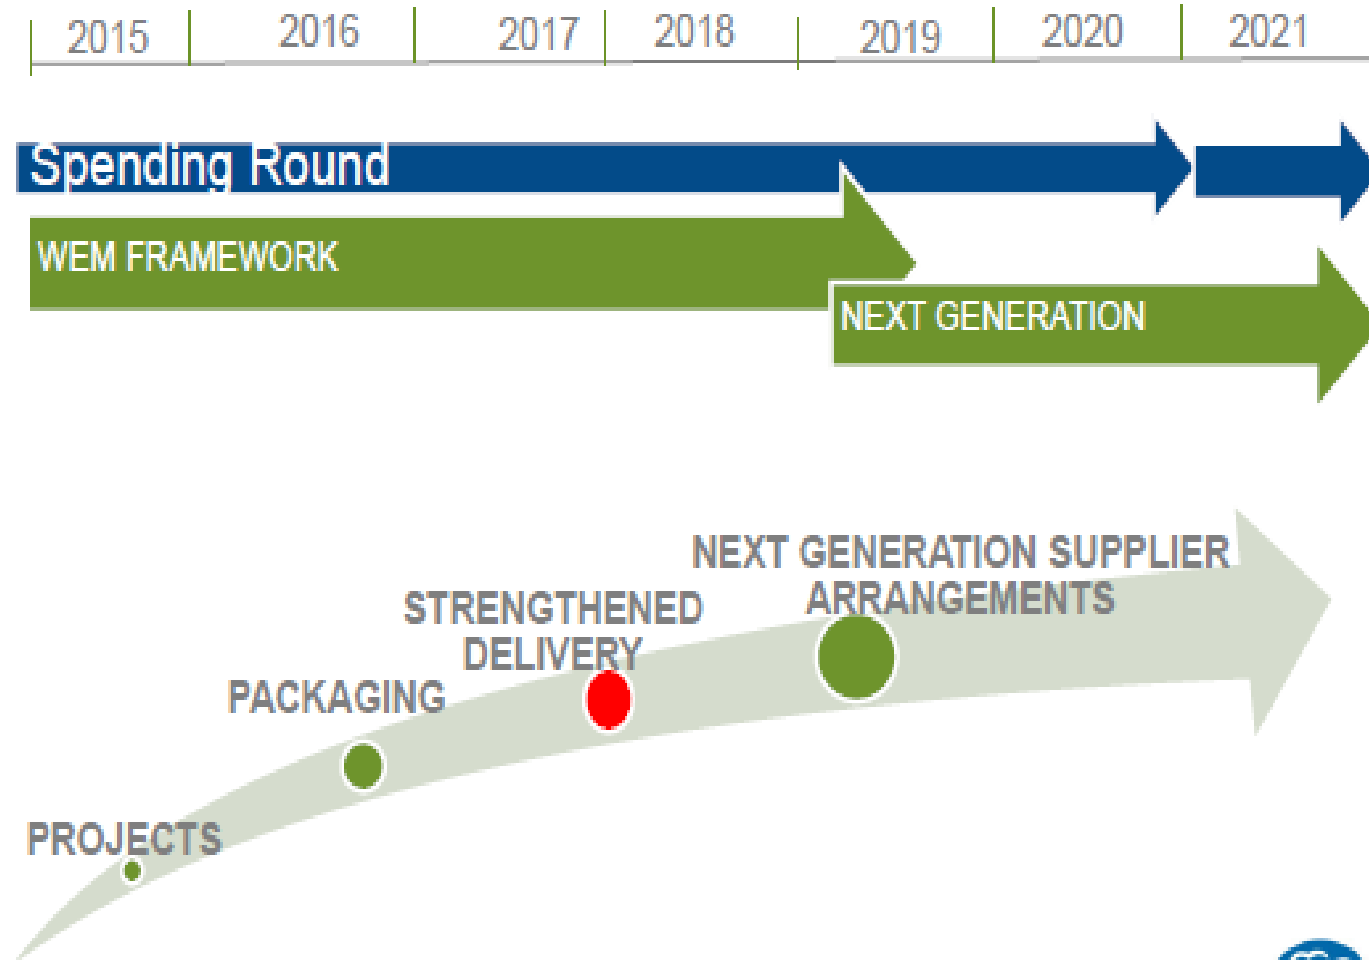 2015 2016 2017 2018 2019 2020 2021
Spending Round
WEM FRAMEWORK
NEXT GENERATION
NEXT GENERATION SUPPLIER
ARRANGEMENTS
STRENGTHENED
DELIVERY
PACKAGING
PROJECTS